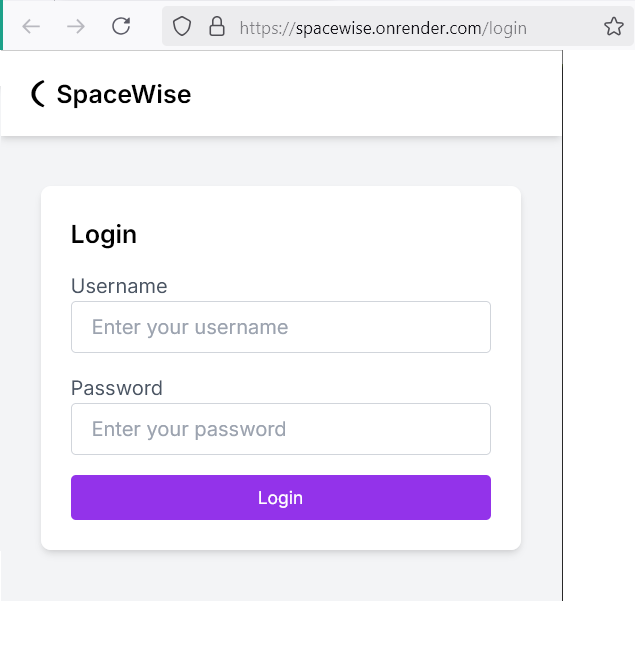 https://spacewise.onrender.com/login
SpaceWise
Login
Username
Enter your username
Password
Enter your password
Login